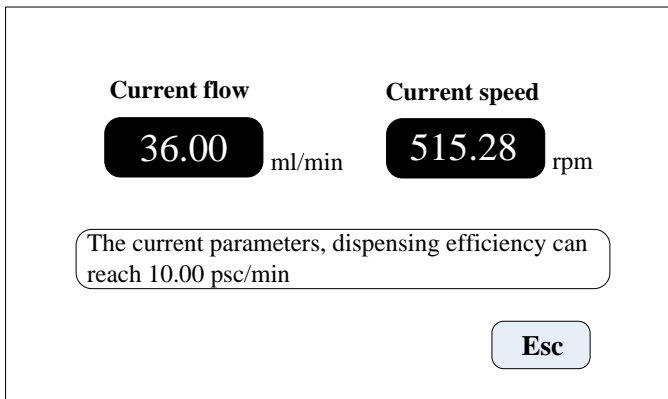 Current flow
Current speed
36.00 ml/min
515.28 rpm
The current parameters, dispensing efficiency can
reach 10.00 psc/min
Esc